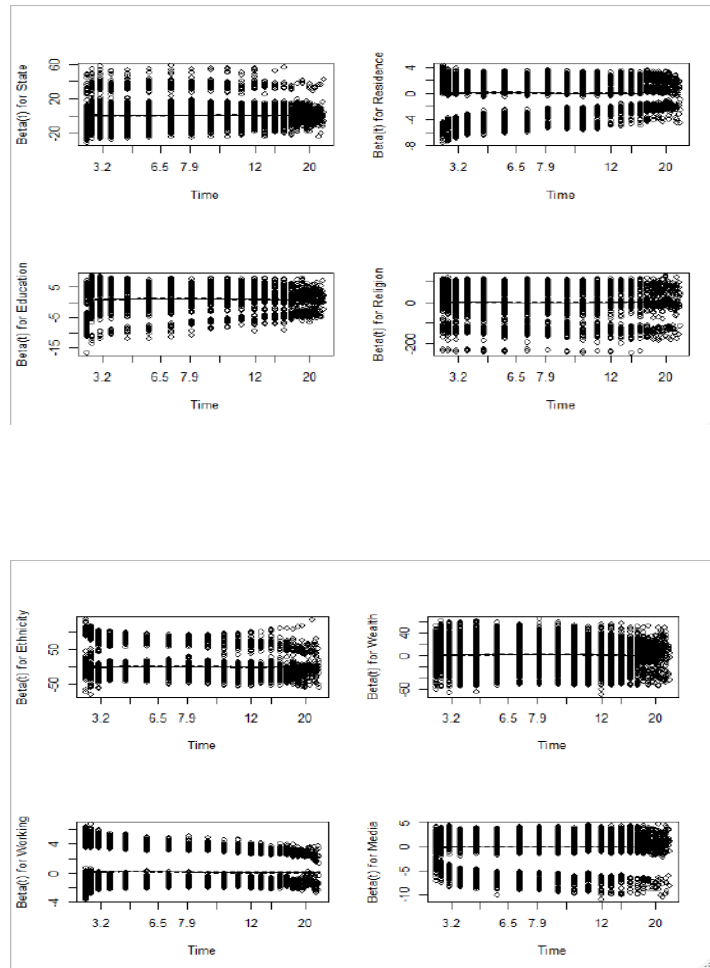 Beta(t) for State
60
20
-20
3.2 6.5 7.9 12 20
Time
Beta(t) for Residence
4
0
-4
-8
3.2 6.5 7.9 12 20
Time
Beta(t) for Education
5
-5
-15
3.2 6.5 7.9 12 20
Time
Beta(t) for Religion
0
-200
3.2 6.5 7.9 12 20
Time
Beta(t) for Ethnicity
50
-50
3.2 6.5 7.9 12 20
Time
Beta(t) for Wealth
40
0
-60
3.2 6.5 7.9 12 20
Time
Beta(t) for Working
4
0
-4
3.2 6.5 7.9 12 20
Time
Beta(t) for Media
5
0
-5
-10
3.2 6.5 7.9 12 20
Time